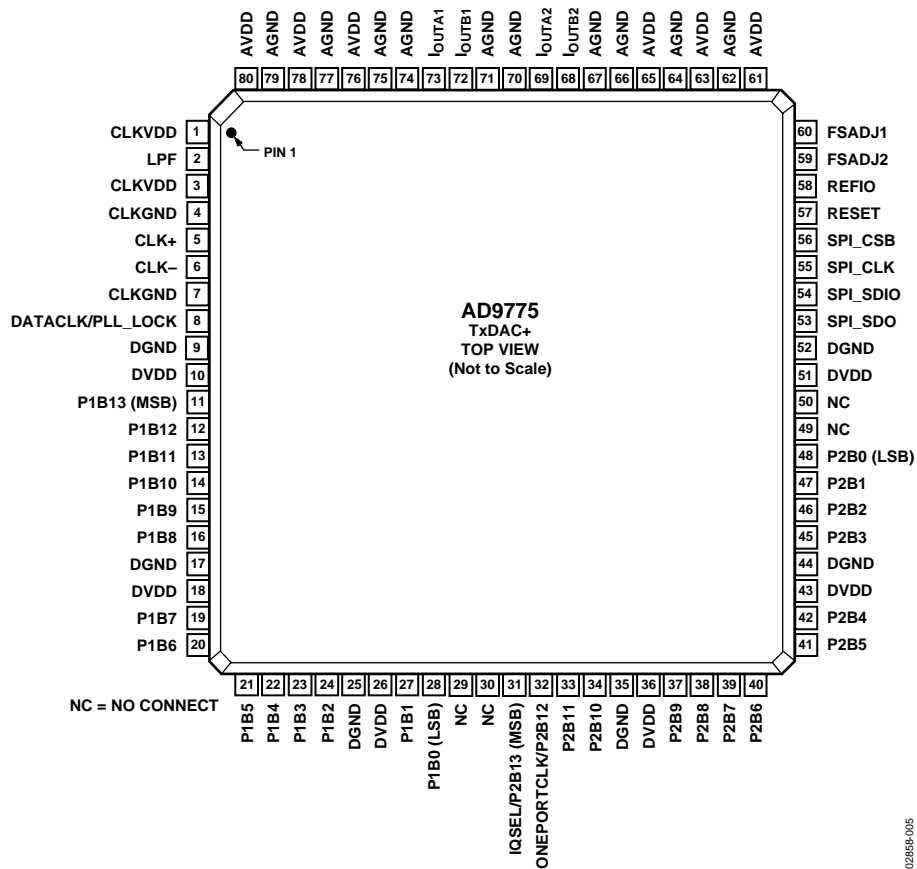 AVDD
AGND
AVDD
AGND
AVDD
AGND
AGND
IOUTA1
IOUTB1
AGND
AGND
IOUTA2
IOUTB2
AGND
AGND
AVDD
AGND
AVDD
AGND
AVDD
80 79 78 77 76 75 74 73 72 71 70 69 68 67 66 65 64 63 62 61
CLKVDD 1
LPF 2
CLKVDD 3
CLKGND 4
CLK+ 5
CLK– 6
CLKGND 7
DATACLK/PLL_LOCK 8
DGND 9
DVDD 10
P1B13 (MSB) 11
P1B12 12
P1B11 13
P1B10 14
P1B9 15
P1B8 16
DGND 17
DVDD 18
P1B7 19
P1B6 20
PIN 1
AD9775
TxDAC+
TOP VIEW
(Not to Scale)
60 FSADJ1
59 FSADJ2
58 REFIO
57 RESET
56 SPI_CSB
55 SPI_CLK
54 SPI_SDIO
53 SPI_SDO
52 DGND
51 DVDD
50 NC
49 NC
48 P2B0 (LSB)
47 P2B1
46 P2B2
45 P2B3
44 DGND
43 DVDD
42 P2B4
41 P2B5
21 22 23 24 25 26 27 28 29 30 31 32 33 34 35 36 37 38 39 40
NC = NO CONNECT
P1B5
P1B4
P1B3
P1B2
DGND
DVDD
P1B1
P1B0 (LSB)
NC
NC
IQSEL/P2B13 (MSB)
ONEPORTCLK/P2B12
P2B11
P2B10
DGND
DVDD
P2B9
P2B8
P2B7
P2B6
02858-005